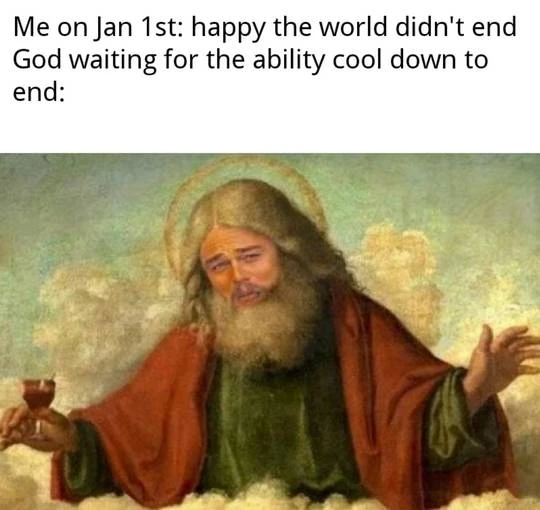 Me on Jan 1st: happy the world didn't end
God waiting for the ability cool down to
end: